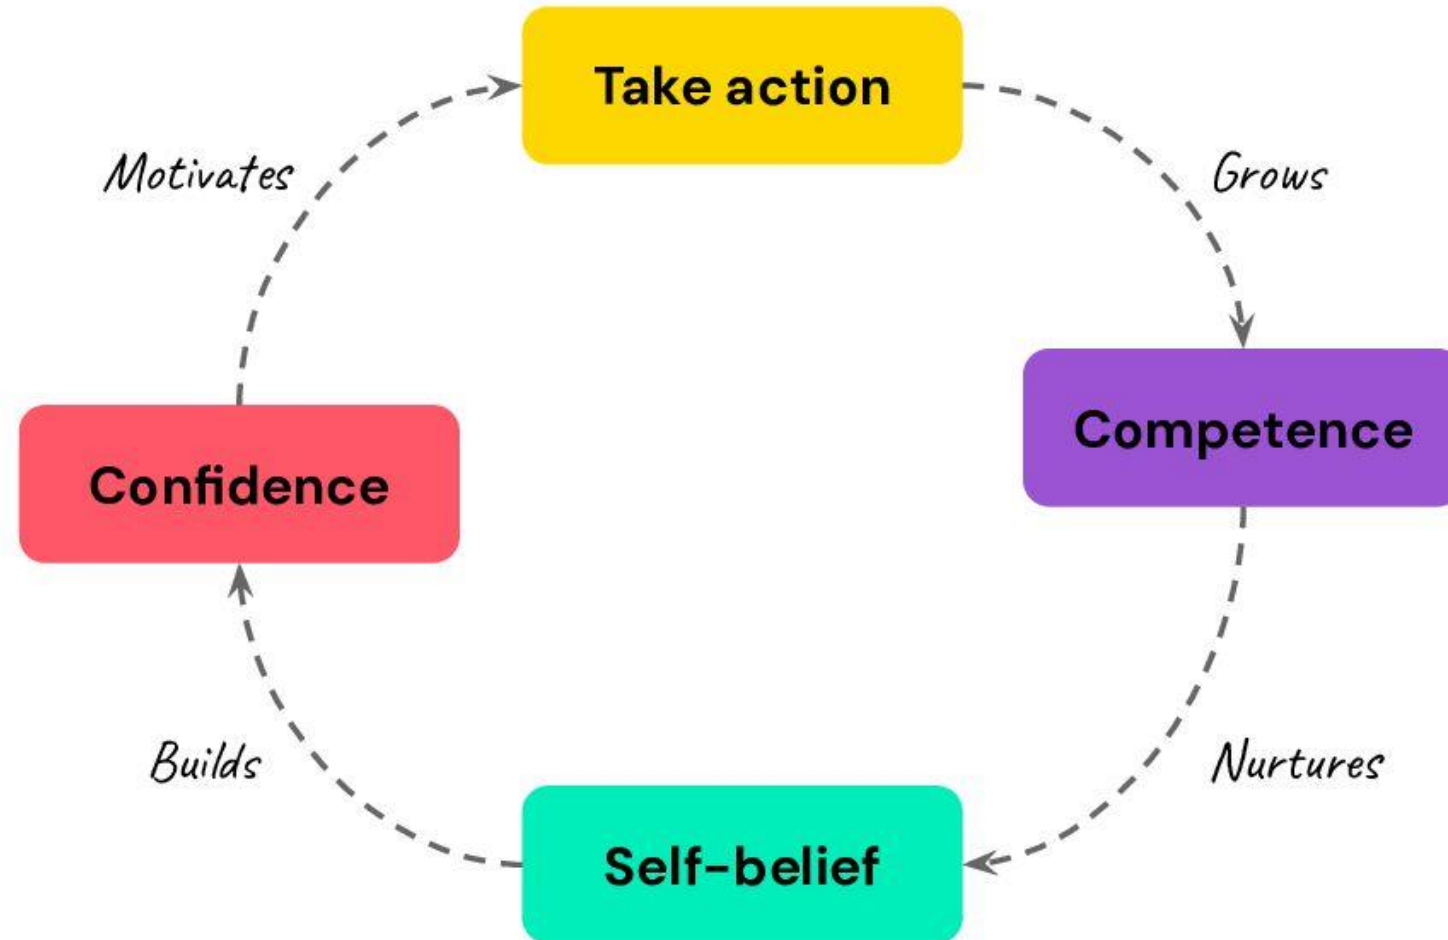 Take action
Motivates
Grows
Competence
Confidence
Builds
Nurtures
Self-belief